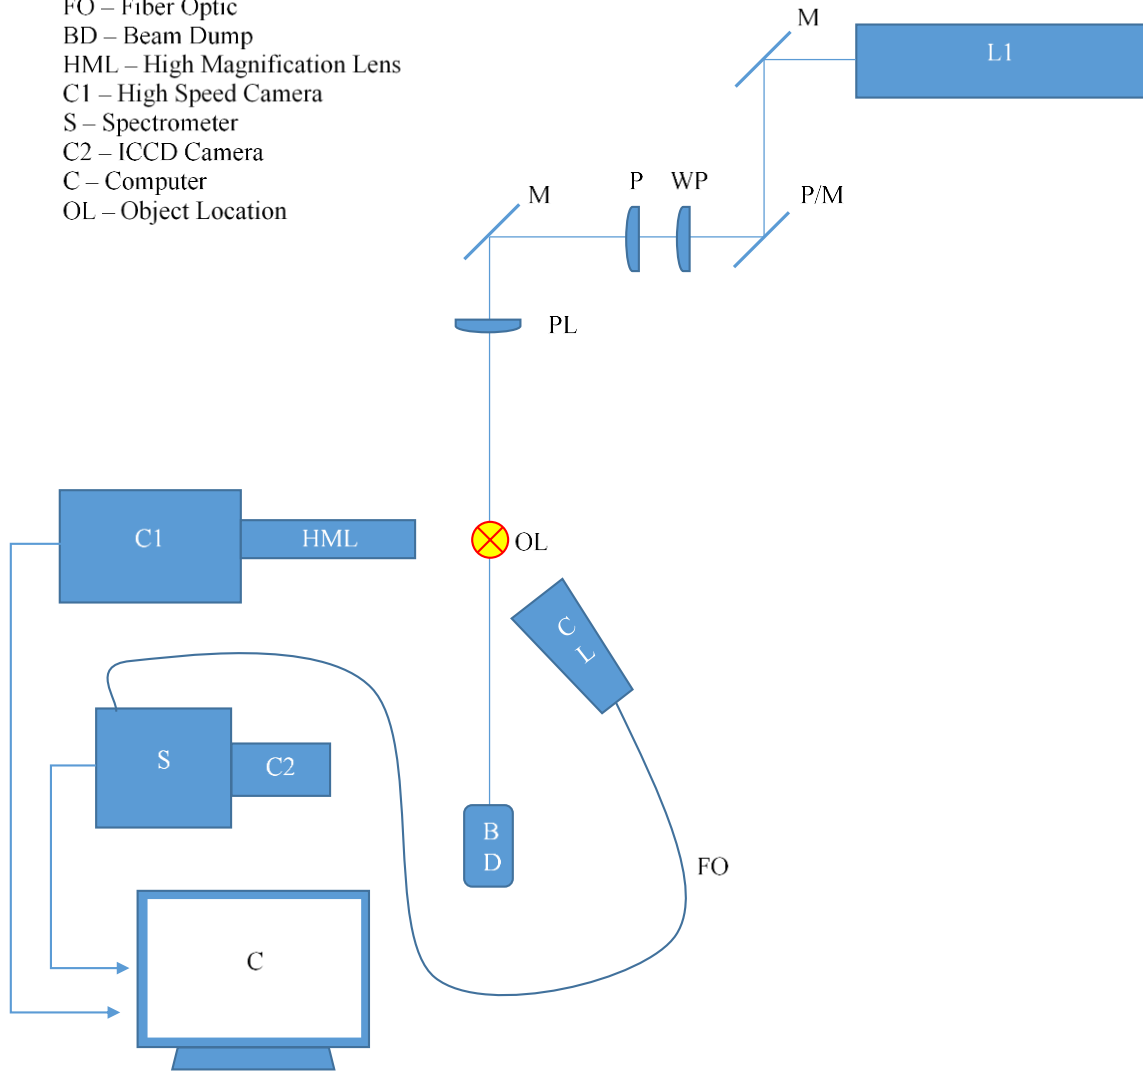 FO – Fiber Optic
BD – Beam Dump
HML – High Magnification Lens
C1 – High Speed Camera
S – Spectrometer
C2 – ICCD Camera
C – Computer
OL – Object Location
M
L1
P
WP
M
P/M
PL
C1
HML
OL
C
L
S
C2
B
D
FO
C